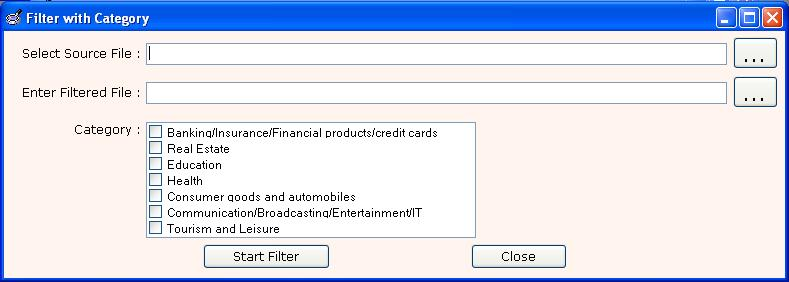 Filter with Category
Select Source File :
...
Enter Filtered File :
...
Category :
Banking/Insurance/Financial products/credit cards
Real Estate
Education
Health
Consumer goods and automobiles
Communication/Broadcasting/Entertainment/IT
Tourism and Leisure
Start Filter
Close